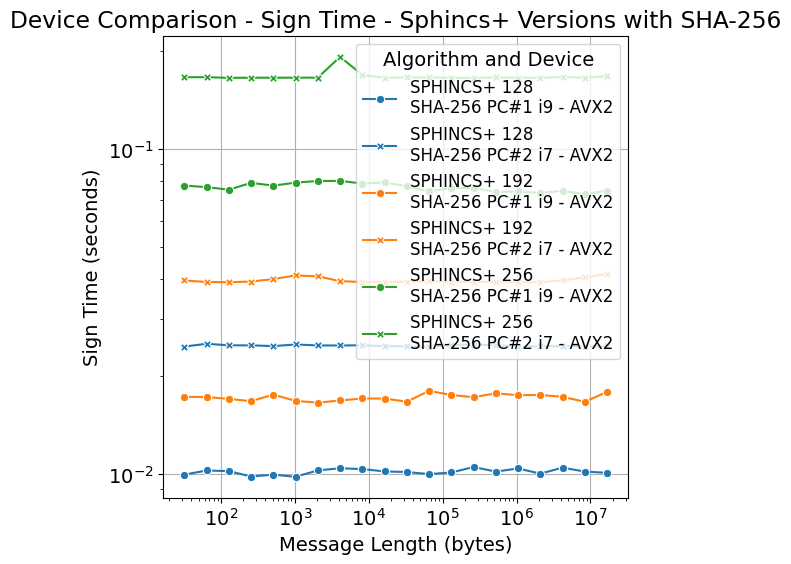 Device Comparison - Sign Time - Sphincs+ Versions with SHA-256
Sign Time (seconds)
10⁻¹
10⁻²
Algorithm and Device
SPHINCS+ 128
SHA-256 PC#1 i9 - AVX2
SPHINCS+ 128
SHA-256 PC#2 i7 - AVX2
SPHINCS+ 192
SHA-256 PC#1 i9 - AVX2
SPHINCS+ 192
SHA-256 PC#2 i7 - AVX2
SPHINCS+ 256
SHA-256 PC#1 i9 - AVX2
SPHINCS+ 256
SHA-256 PC#2 i7 - AVX2
10² 10³ 10⁴ 10⁵ 10⁶ 10⁷
Message Length (bytes)